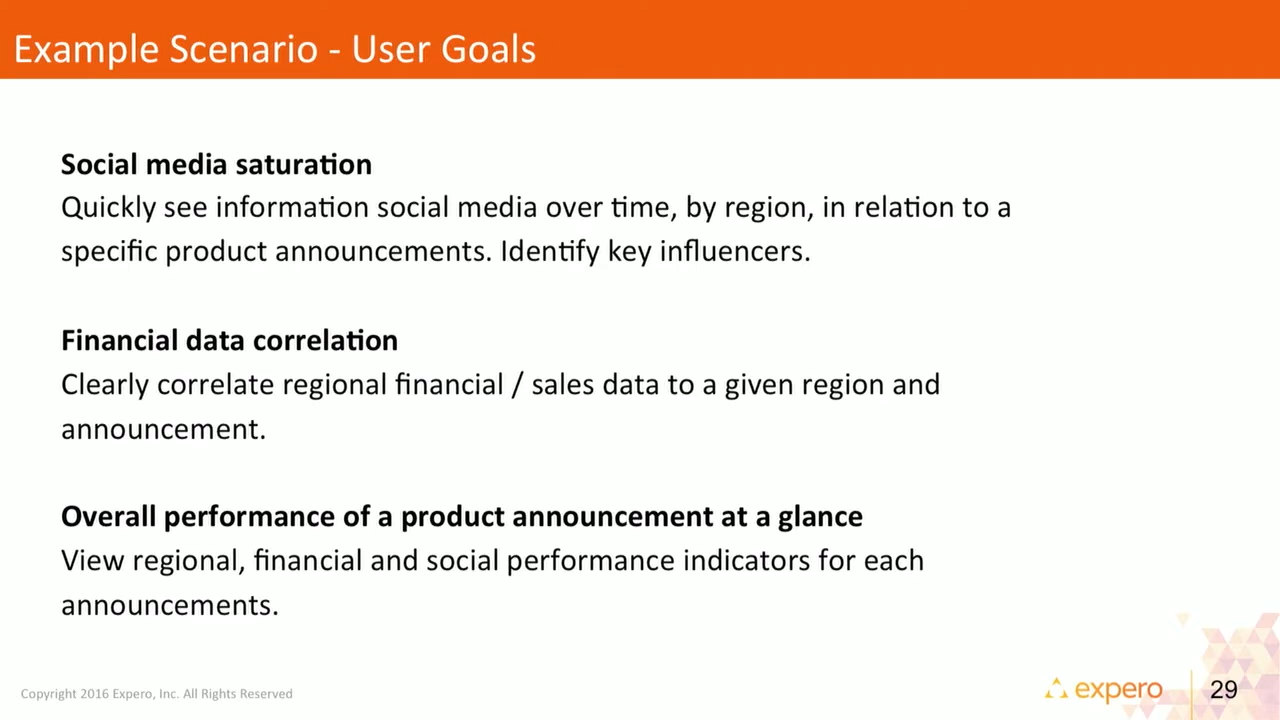 Example Scenario - User Goals
Social media saturation
Quickly see information social media over time, by region, in relation to a
specific product announcements. Identify key influencers.
Financial data correlation
Clearly correlate regional financial / sales data to a given region and
announcement.
Overall performance of a product announcement at a glance
View regional, financial and social performance indicators for each
announcements.
Copyright 2016 Expero, Inc. All Rights Reserved
expero
29